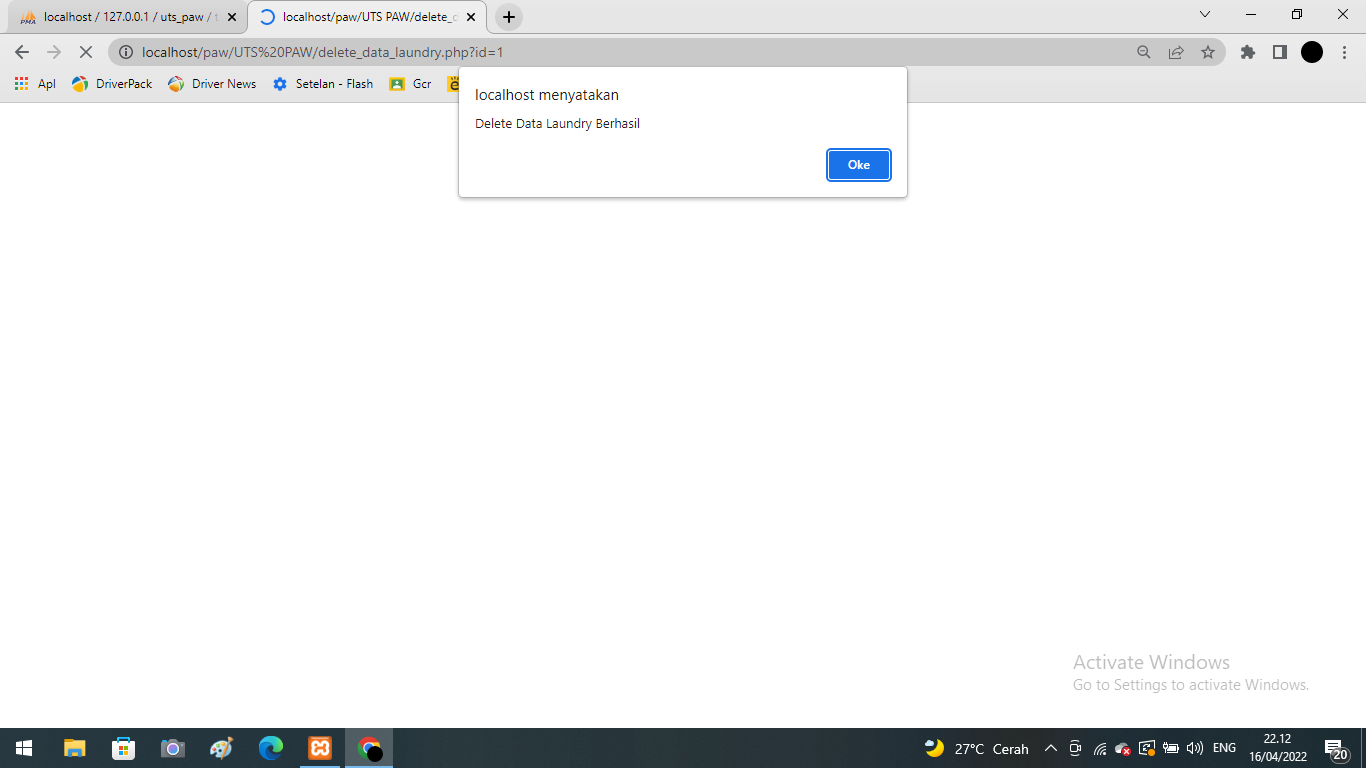 localhost / 127.0.0.1 / uts_paw / t
localhost/paw/UTS PAW/delete_d
localhost/paw/UTS%20PAW/delete_data_laundry.php?id=1
Apl
DriverPack
Driver News
Setelan - Flash
Gcr
localhost menyatakan
Delete Data Laundry Berhasil
Oke
Activate Windows
Go to Settings to activate Windows.
27°C Cerah
ENG
22.12
16/04/2022
20
PMA